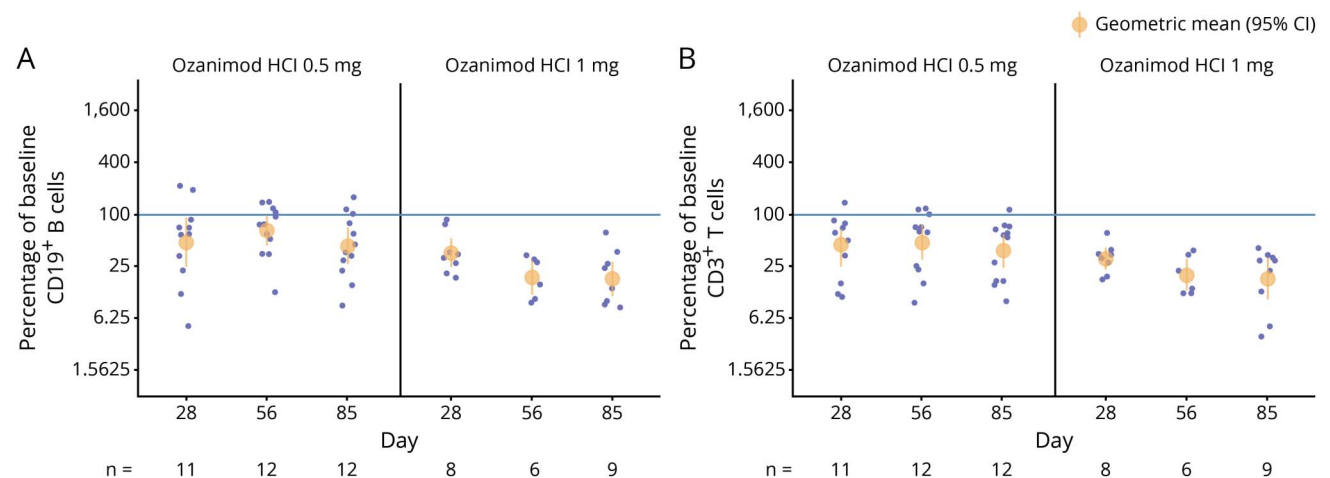 Geometric mean (95% CI)
A
Ozanimod HCl 0.5 mg
Ozanimod HCl 1 mg
Percentage of baseline
CD19+ B cells
1,600
400
100
25
6.25
1.5625
28 56 85 28 56 85
Day
n = 11 12 12 8 6 9
B
Ozanimod HCl 0.5 mg
Ozanimod HCl 1 mg
Percentage of baseline
CD3+ T cells
1,600
400
100
25
6.25
1.5625
28 56 85 28 56 85
Day
n = 11 12 12 8 6 9